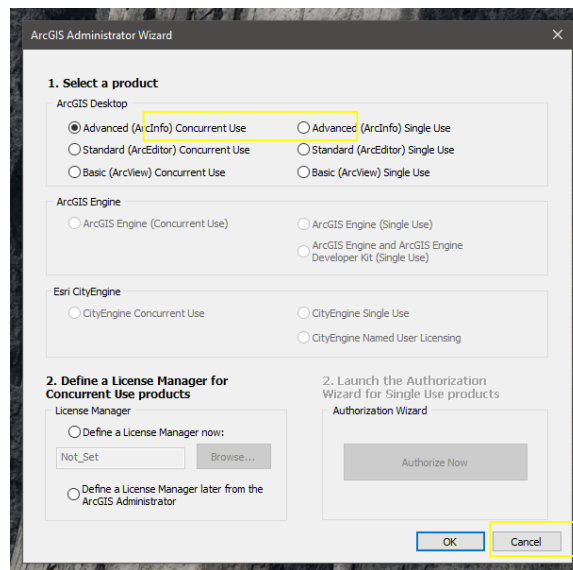 ArcGIS Administrator Wizard
1. Select a product
ArcGIS Desktop
Advanced (ArcInfo) Concurrent Use
Advanced (ArcInfo) Single Use
Standard (ArcEditor) Concurrent Use
Standard (ArcEditor) Single Use
Basic (ArcView) Concurrent Use
Basic (ArcView) Single Use
ArcGIS Engine
ArcGIS Engine (Concurrent Use)
ArcGIS Engine (Single Use)
ArcGIS Engine and ArcGIS Engine
Developer Kit (Single Use)
Esri CityEngine
CityEngine Concurrent Use
CityEngine Single Use
CityEngine Named User Licensing
2. Define a License Manager for
Concurrent Use products
License Manager
Define a License Manager now:
Not_Set
Browse...
Define a License Manager later from the
ArcGIS Administrator
2. Launch the Authorization
Wizard for Single Use products
Authorization Wizard
Authorize Now
OK
Cancel